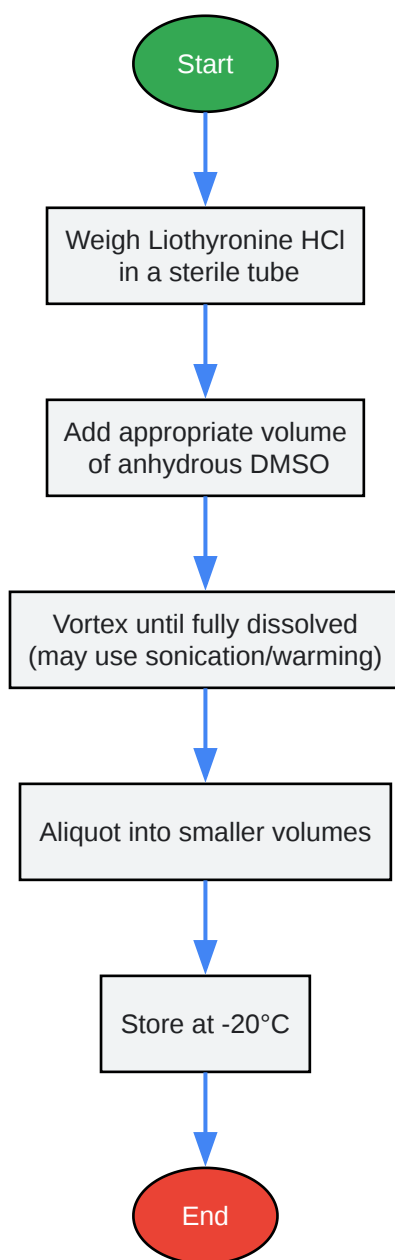 Start
Weigh Liothyronine HCl
in a sterile tube
Add appropriate volume
of anhydrous DMSO
Vortex until fully dissolved
(may use sonication/warming)
Aliquot into smaller volumes
Store at -20°C
End